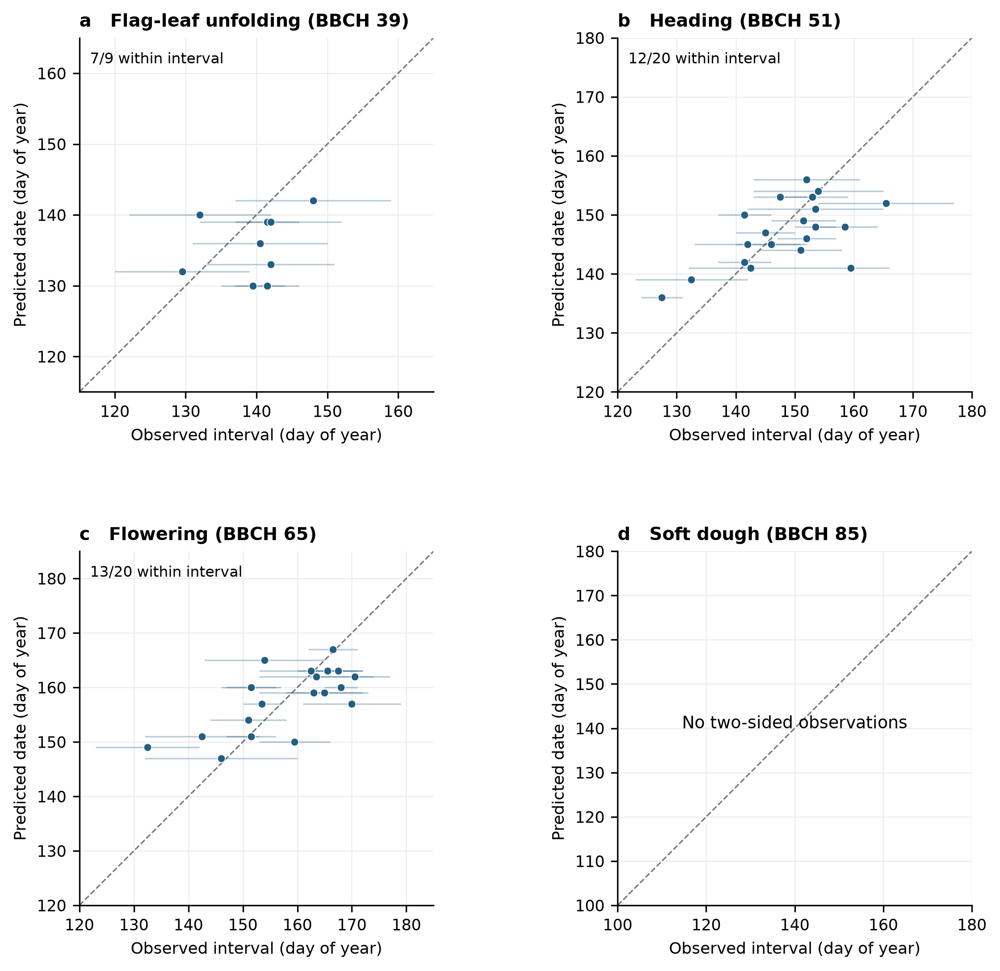 a Flag-leaf unfolding (BBCH 39)
7/9 within interval
160
150
140
130
120
120 130 140 150 160
Observed interval (day of year)
Predicted date (day of year)
b Heading (BBCH 51)
12/20 within interval
180
170
160
150
140
130
120
120 130 140 150 160 170 180
Observed interval (day of year)
Predicted date (day of year)
c Flowering (BBCH 65)
13/20 within interval
180
170
160
150
140
130
120
120 130 140 150 160 170 180
Observed interval (day of year)
Predicted date (day of year)
d Soft dough (BBCH 85)
No two-sided observations
180
170
160
150
140
130
120
110
100
100 120 140 160 180
Observed interval (day of year)
Predicted date (day of year)